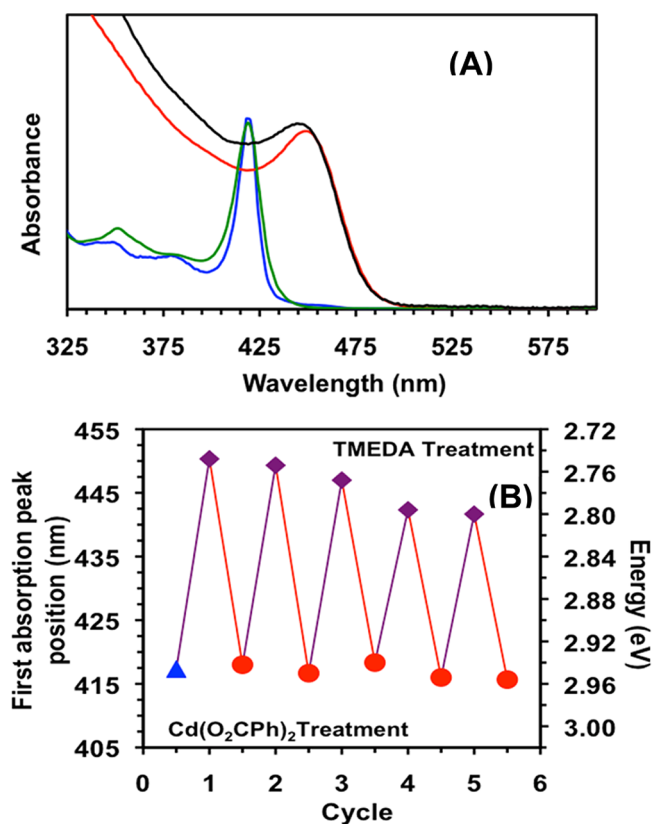 (A)
Absorbance
325 375 425 475 525 575
Wavelength (nm)
455
445
435
425
415
405
First absorption peak
position (nm)
TMEDA Treatment
(B)
Cd(O₂CPh)₂Treatment
2.72
2.76
2.80
2.84
2.88
2.92
2.96
3.00
Energy (eV)
0 1 2 3 4 5 6
Cycle